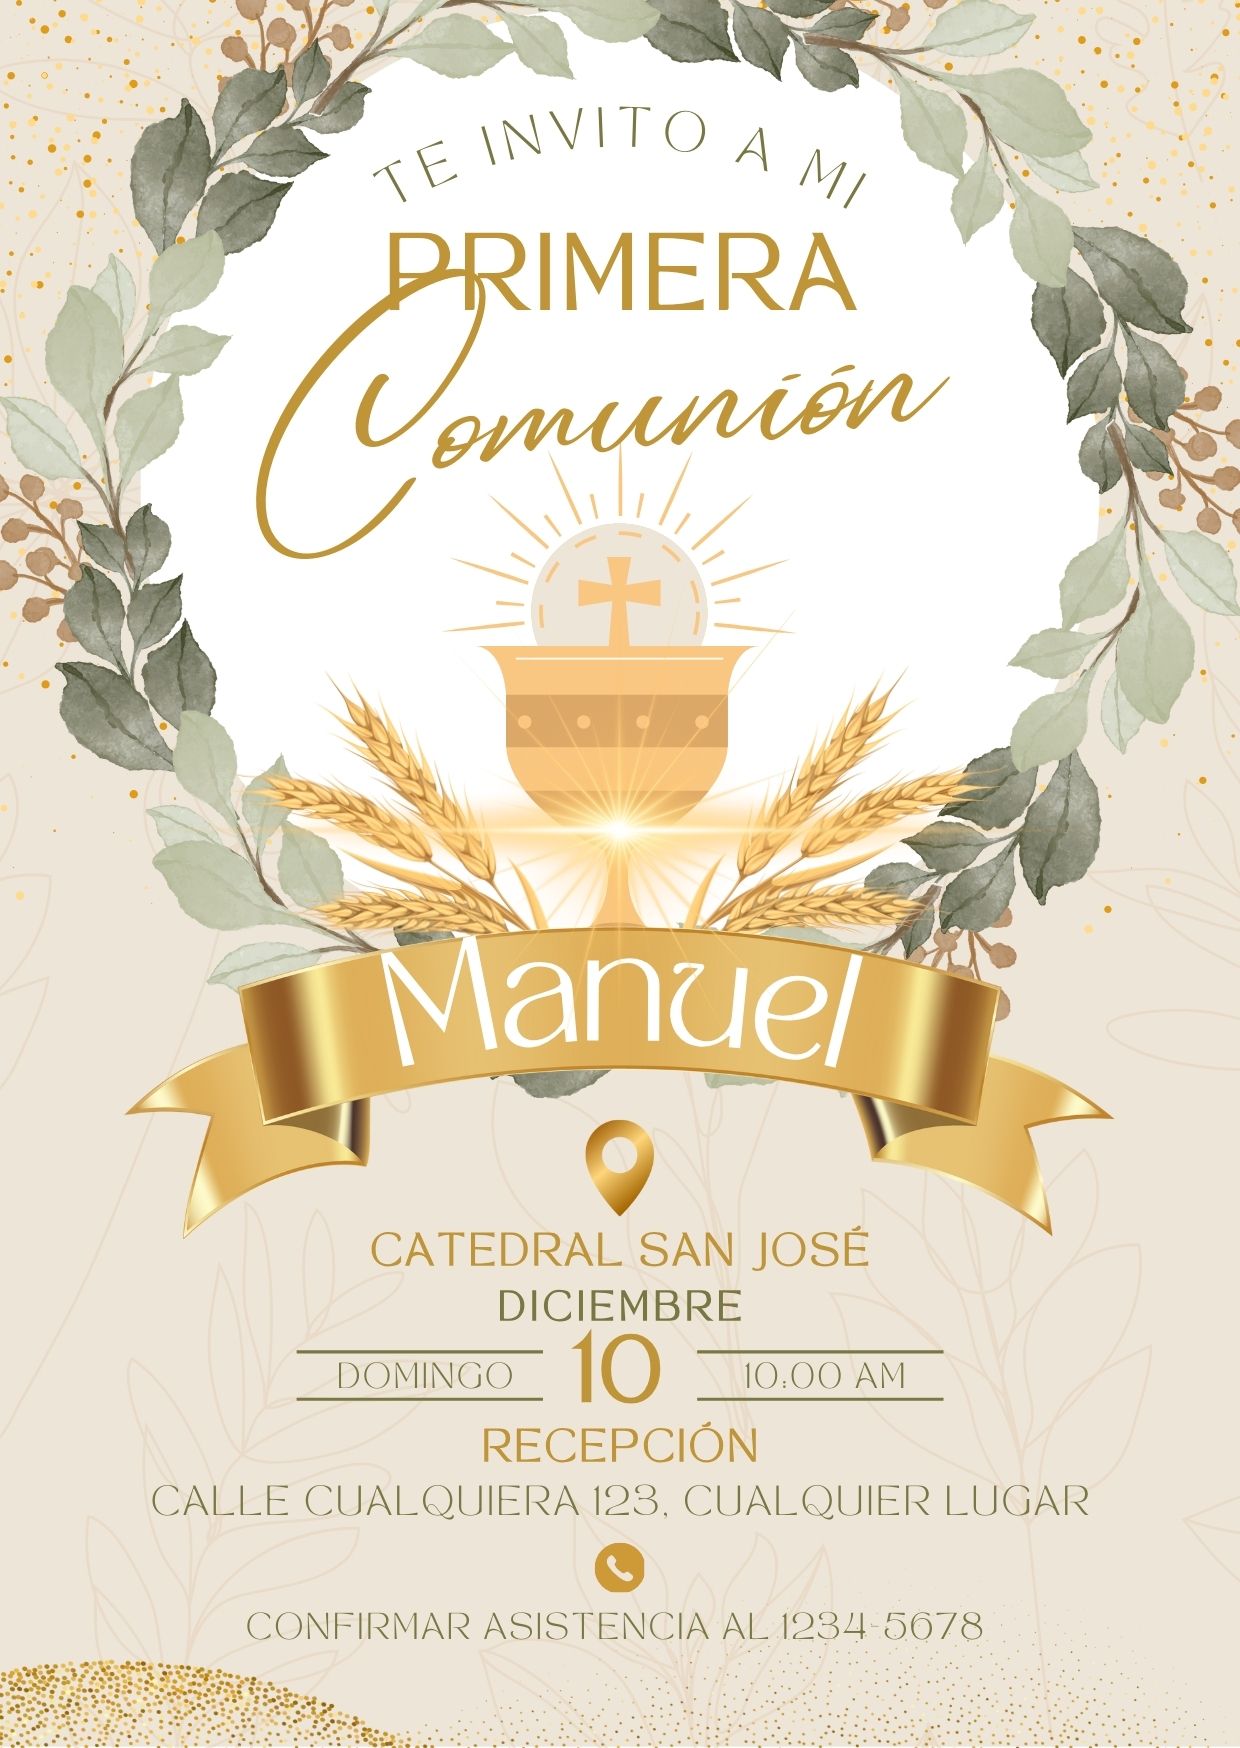 TE INVITO A MI
PRIMERA
Comunión
Manuel
CATEDRAL SAN JOSÉ
DICIEMBRE
DOMINGO 10 10:00 AM
RECEPCIÓN
CALLE CUALQUIERA 123, CUALQUIER LUGAR
CONFIRMAR ASISTENCIA AL 1234-5678